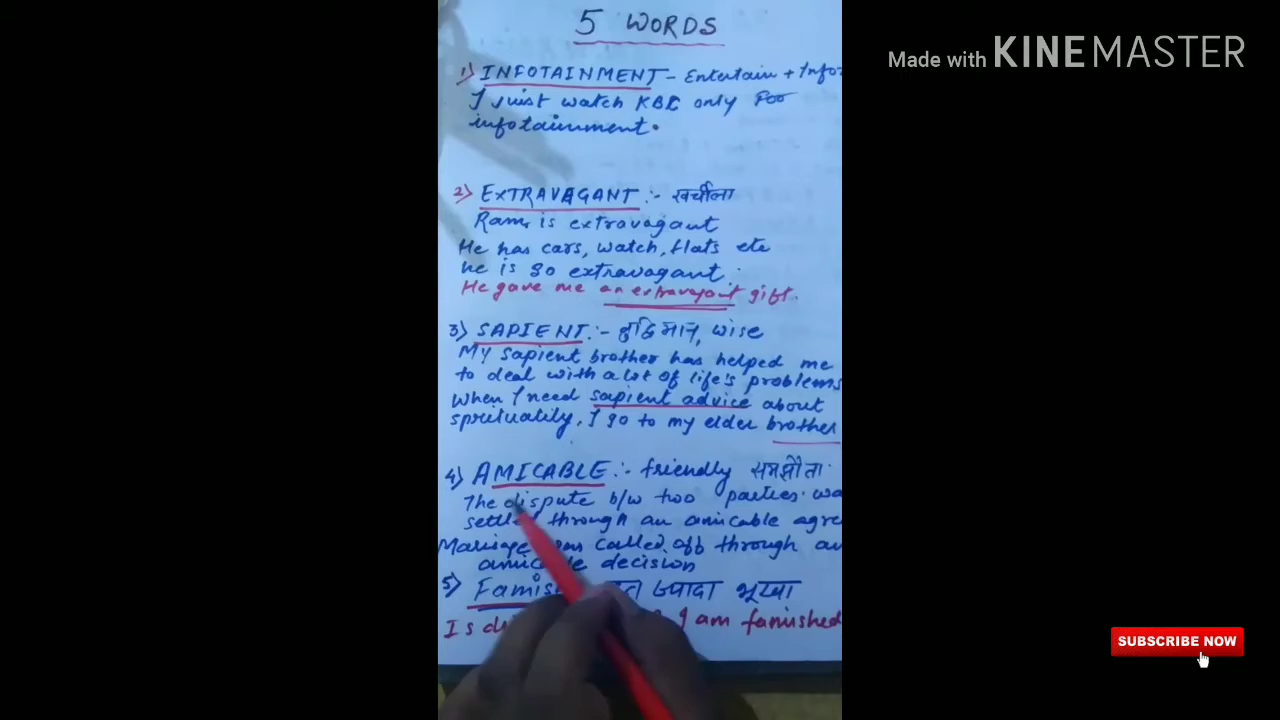 5 WORDS
Made with KINEMASTER
1) INFOTAINMENT - Entertain + Info
I just watch KBC only
infotainment.
2) EXTRAVAGANT :- खर्चीला
Ram is extravagant
He has cars, watch, flats etc
he is so extravagant.
He gave me an extravagant gift.
3) SAPIENT :- बुद्धिमान, wise
My sapient brother has helped me
to deal with a lot of life's problems
When I need sapient advice about
sprituatily, I go to my elder brother
4) AMICABLE :- friendly समझौता
The dispute b/w two parties wa
settled through an amicable agre
Marriage was called off through an
amicable decision
5) Famis ज्यादा भूखा
Is d I am famished
SUBSCRIBE NOW